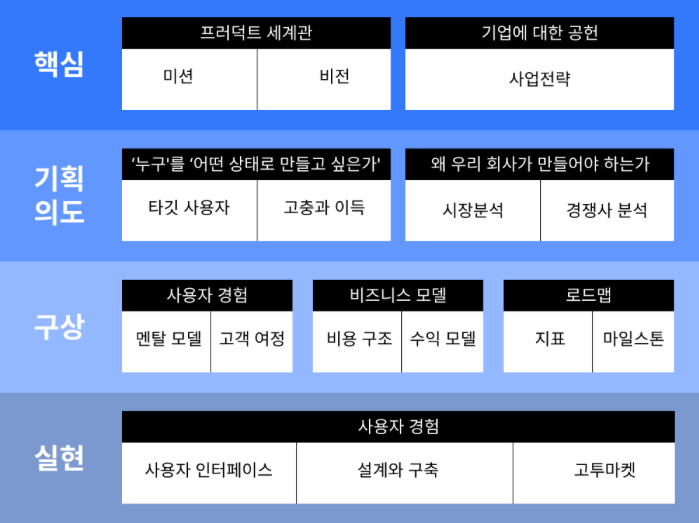 핵심
프러덕트 세계관
기업에 대한 공헌
미션
비전
사업전략
기획
의도
‘누구'를 ‘어떤 상태로 만들고 싶은가'
왜 우리 회사가 만들어야 하는가
타깃 사용자
고충과 이득
시장분석
경쟁사 분석
구상
사용자 경험
비즈니스 모델
로드맵
멘탈 모델
고객 여정
비용 구조
수익 모델
지표
마일스톤
실현
사용자 경험
사용자 인터페이스
설계와 구축
고투마켓